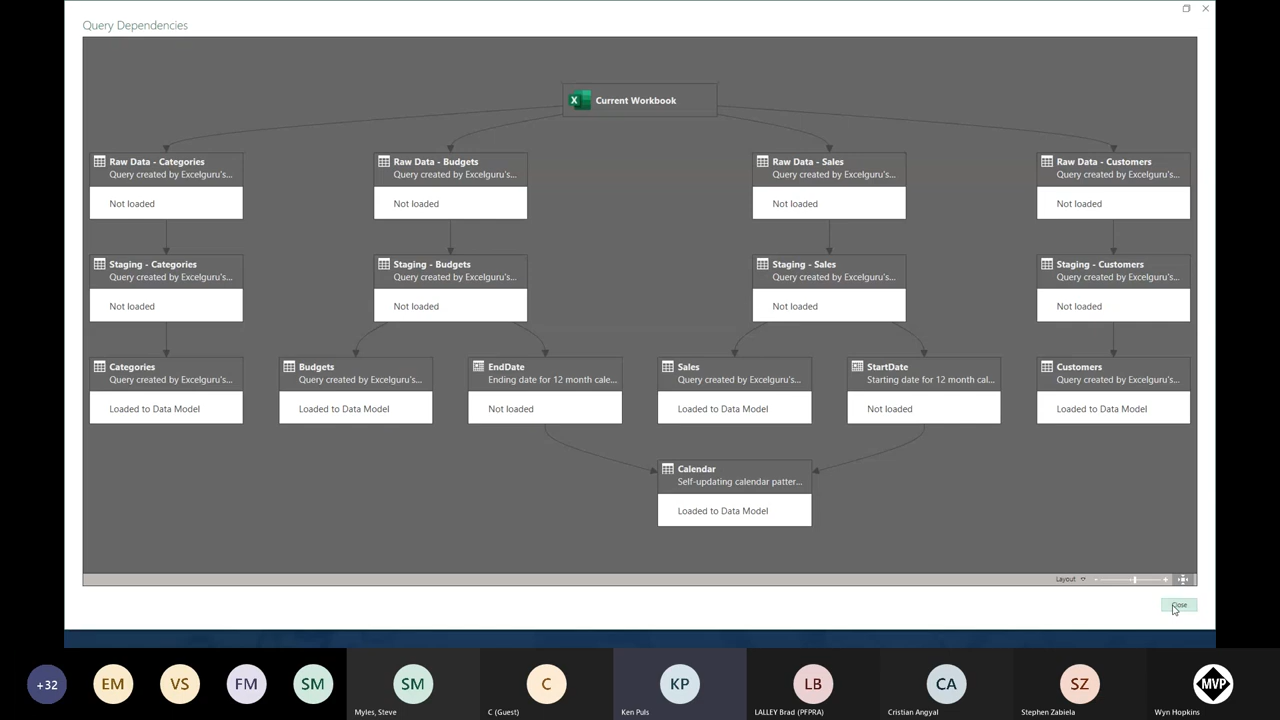 Query Dependencies
Current Workbook
Raw Data - Categories
Query created by Excelguru's...
Not loaded
Raw Data - Budgets
Query created by Excelguru's...
Not loaded
Raw Data - Sales
Query created by Excelguru's...
Not loaded
Raw Data - Customers
Query created by Excelguru's...
Not loaded
Staging - Categories
Query created by Excelguru's...
Not loaded
Staging - Budgets
Query created by Excelguru's...
Not loaded
Staging - Sales
Query created by Excelguru's...
Not loaded
Staging - Customers
Query created by Excelguru's...
Not loaded
Categories
Query created by Excelguru's...
Loaded to Data Model
Budgets
Query created by Excelguru's...
Loaded to Data Model
EndDate
Ending date for 12 month cale...
Not loaded
Sales
Query created by Excelguru's...
Loaded to Data Model
StartDate
Starting date for 12 month cal...
Not loaded
Customers
Query created by Excelguru's...
Loaded to Data Model
Calendar
Self-updating calendar patter...
Loaded to Data Model
Layout
Close
+32
EM
VS
FM
SM
SM
Myles, Steve
C
C (Guest)
KP
Ken Puls
LB
LALLEY Brad (PFPRA)
CA
Cristian Angyal
SZ
Stephen Zabiela
MVP
Wyn Hopkins